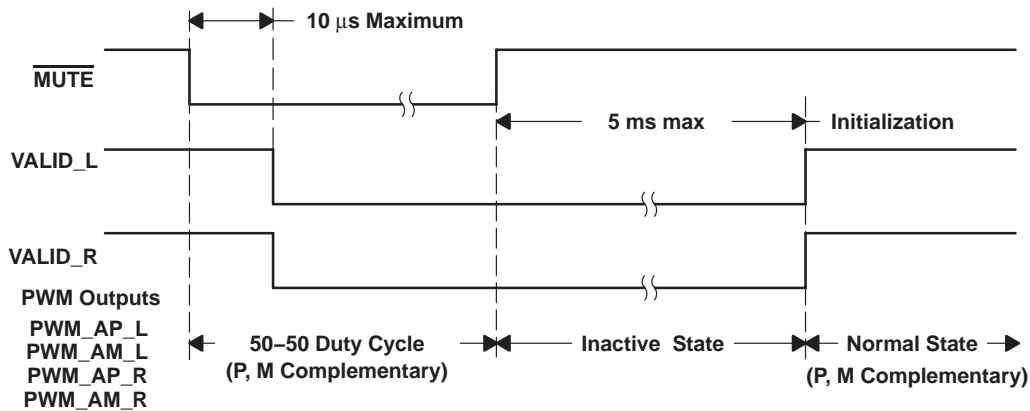 10 μs Maximum
MUTE
5 ms max
Initialization
VALID_L
VALID_R
PWM Outputs
PWM_AP_L
PWM_AM_L
PWM_AP_R
PWM_AM_R
50−50 Duty Cycle
(P, M Complementary)
Inactive State
Normal State
(P, M Complementary)